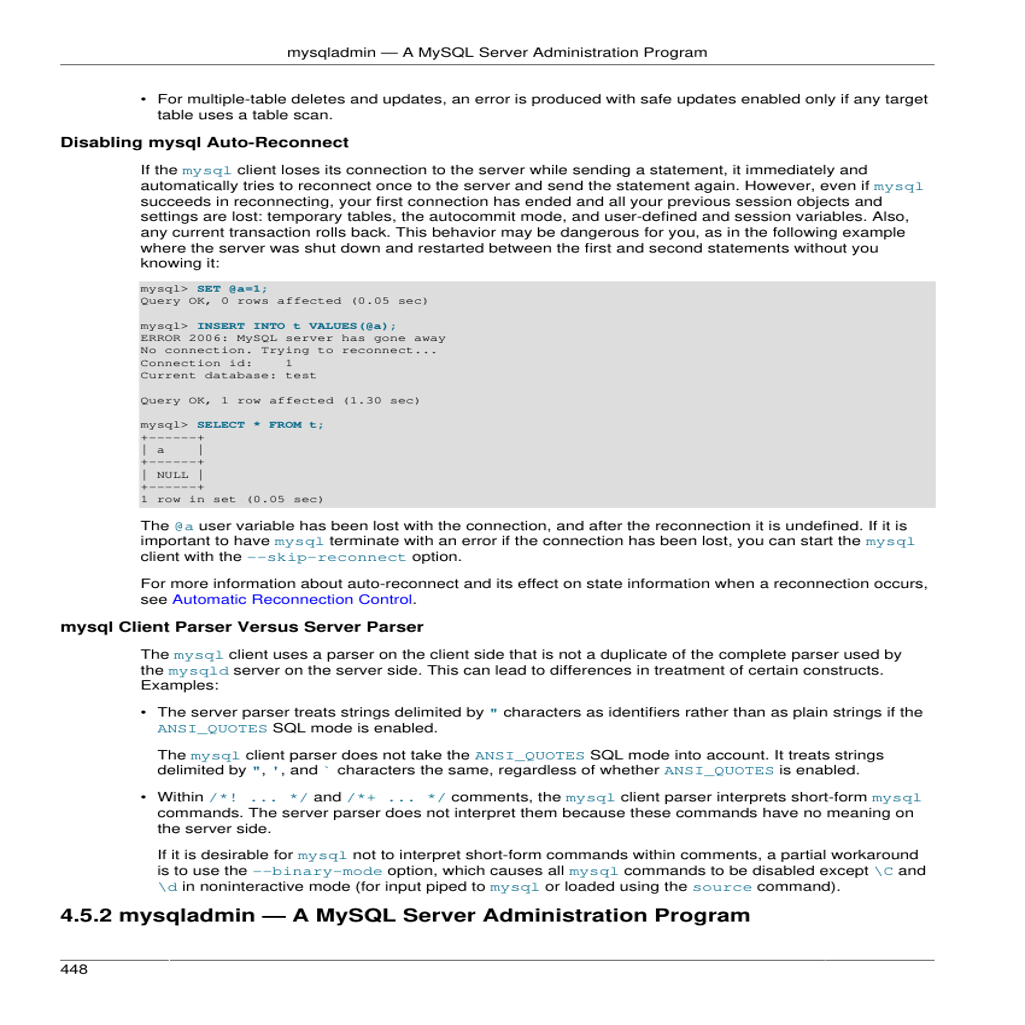 mysqladmin — A MySQL Server Administration Program
• For multiple-table deletes and updates, an error is produced with safe updates enabled only if any target
table uses a table scan.
Disabling mysql Auto-Reconnect
If the mysql client loses its connection to the server while sending a statement, it immediately and
automatically tries to reconnect once to the server and send the statement again. However, even if mysql
succeeds in reconnecting, your first connection has ended and all your previous session objects and
settings are lost: temporary tables, the autocommit mode, and user-defined and session variables. Also,
any current transaction rolls back. This behavior may be dangerous for you, as in the following example
where the server was shut down and restarted between the first and second statements without you
knowing it:
mysql> SET @a=1;
Query OK, 0 rows affected (0.05 sec)
mysql> INSERT INTO t VALUES(@a);
ERROR 2006: MySQL server has gone away
No connection. Trying to reconnect...
Connection id:    1
Current database: test
Query OK, 1 row affected (1.30 sec)
mysql> SELECT * FROM t;
+------+
| a    |
+------+
| NULL |
+------+
1 row in set (0.05 sec)
The @a user variable has been lost with the connection, and after the reconnection it is undefined. If it is
important to have mysql terminate with an error if the connection has been lost, you can start the mysql
client with the --skip-reconnect option.
For more information about auto-reconnect and its effect on state information when a reconnection occurs,
see Automatic Reconnection Control.
mysql Client Parser Versus Server Parser
The mysql client uses a parser on the client side that is not a duplicate of the complete parser used by
the mysqld server on the server side. This can lead to differences in treatment of certain constructs.
Examples:
• The server parser treats strings delimited by " characters as identifiers rather than as plain strings if the
ANSI_QUOTES SQL mode is enabled.
The mysql client parser does not take the ANSI_QUOTES SQL mode into account. It treats strings
delimited by ", ', and ` characters the same, regardless of whether ANSI_QUOTES is enabled.
• Within /*! ... */ and /*+ ... */ comments, the mysql client parser interprets short-form mysql
commands. The server parser does not interpret them because these commands have no meaning on
the server side.
If it is desirable for mysql not to interpret short-form commands within comments, a partial workaround
is to use the --binary-mode option, which causes all mysql commands to be disabled except \C and
\d in noninteractive mode (for input piped to mysql or loaded using the source command).
4.5.2 mysqladmin — A MySQL Server Administration Program
448